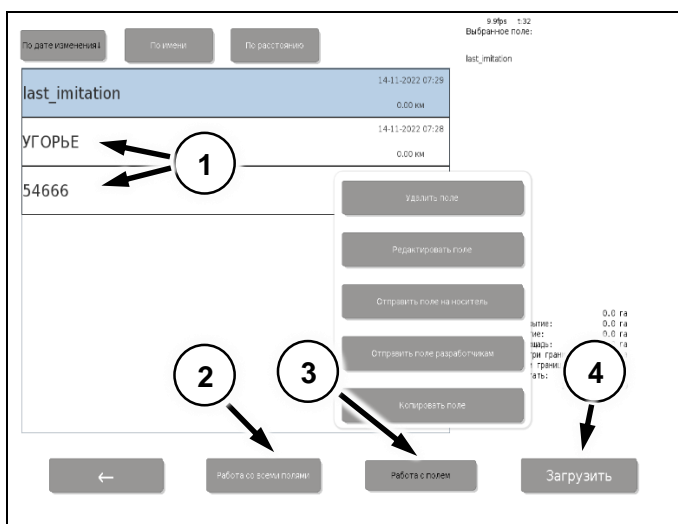 9.9fps t:32
Выбранное поле:
По дате изменения↓
По имени
По расстоянию
last_imitation
last_imitation
14-11-2022 07:29
0.00 км
УГОРЬЕ
14-11-2022 07:28
0.00 км
1
54666
Удалить поле
Редактировать поле
Отправить поле на носитель
0.0 га
ытие: 0.0 га
ие: 0.0 га
Отправить поле разработчикам
2
3
4
Копировать поле
←
Работа со всеми полями
Работа с полем
Загрузить